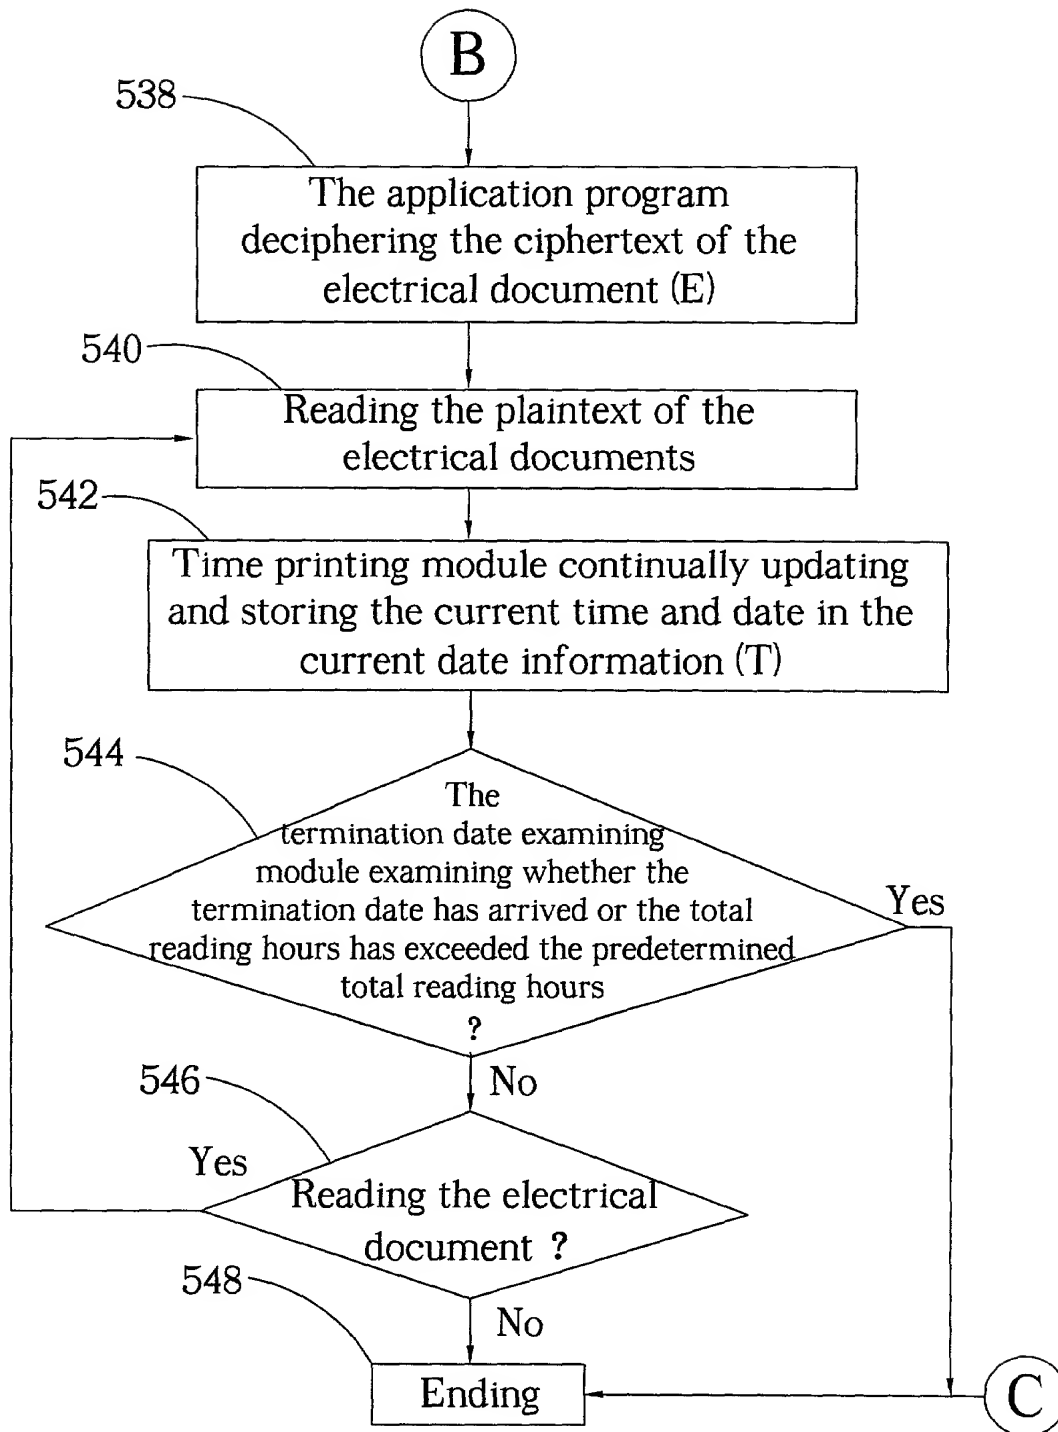 B
538
The application program
deciphering the ciphertext of the
electrical document (E)
540
Reading the plaintext of the
electrical documents
542
Time printing module continually updating
and storing the current time and date in the
current date information (T)
544
The
termination date examining
module examining whether the
termination date has arrived or the total
reading hours has exceeded the predetermined
total reading hours
?
Yes
No
546
Yes
Reading the electrical
document ?
548
No
Ending
C